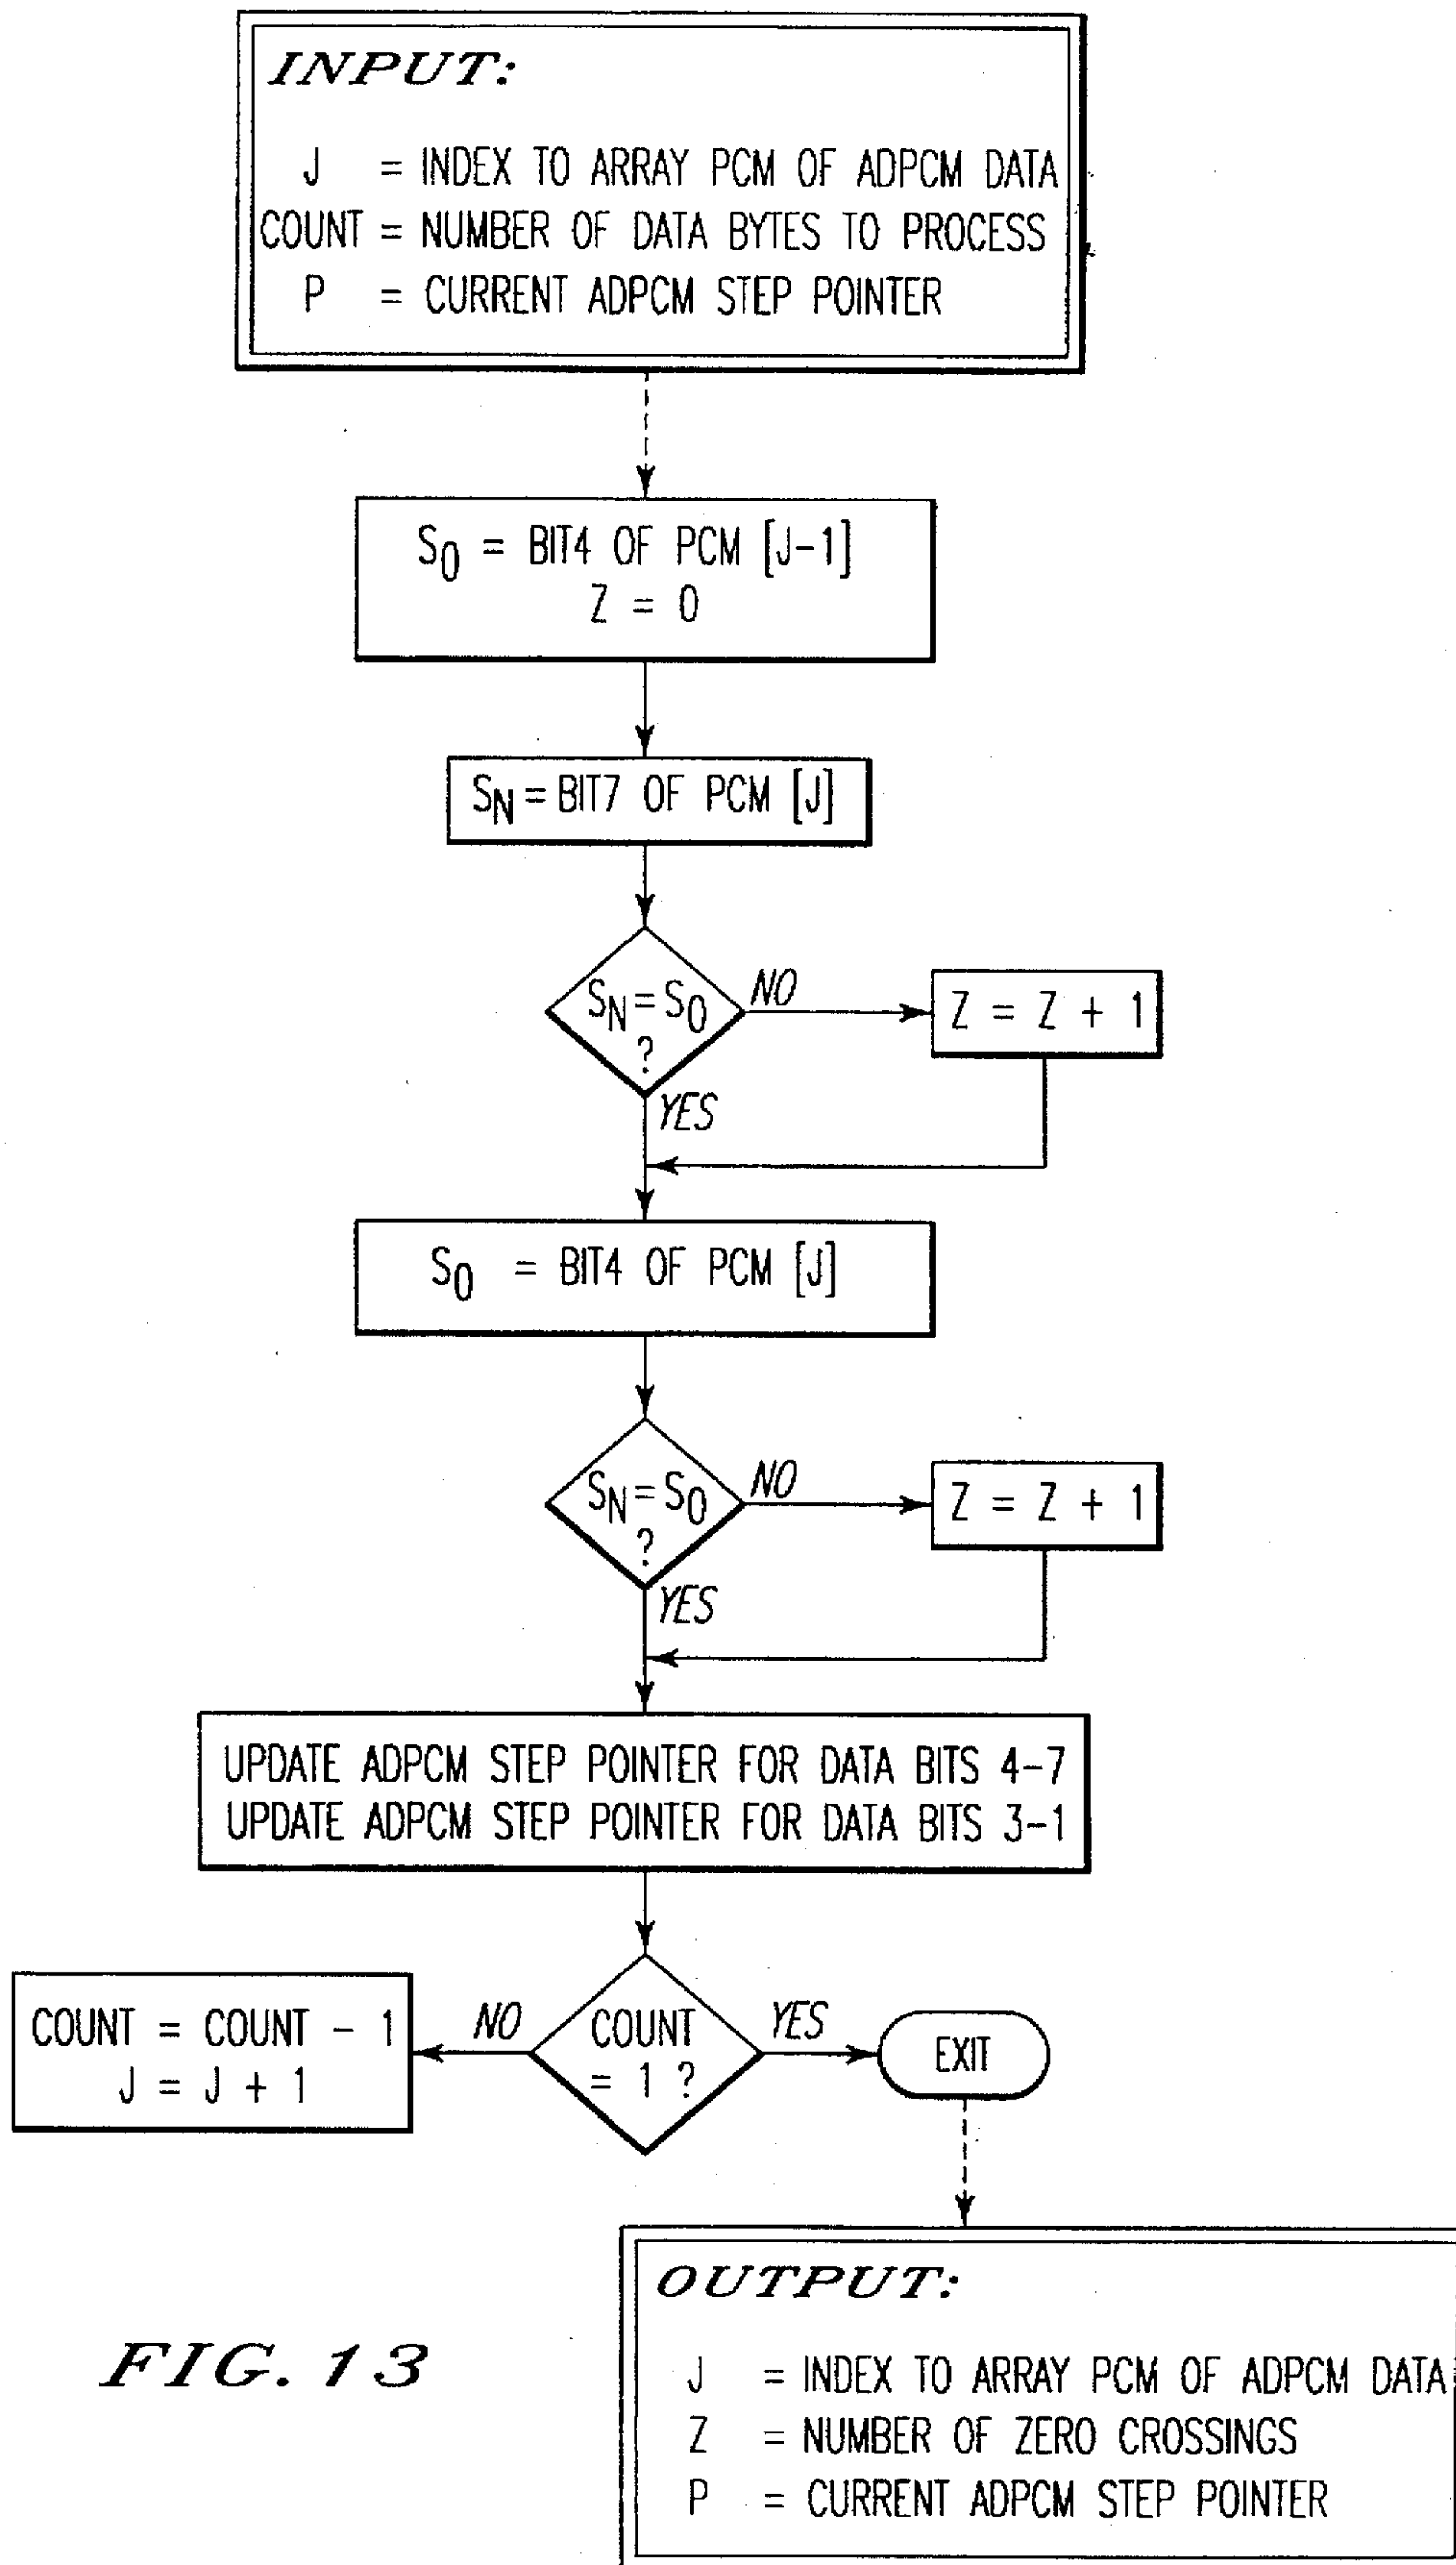 INPUT:
J = INDEX TO ARRAY PCM OF ADPCM DATA
COUNT = NUMBER OF DATA BYTES TO PROCESS
P = CURRENT ADPCM STEP POINTER
S0 = BIT4 OF PCM [J-1]
Z = 0
SN = BIT7 OF PCM [J]
SN = S0
?
NO
Z = Z + 1
YES
S0 = BIT4 OF PCM [J]
SN = S0
?
NO
Z = Z + 1
YES
UPDATE ADPCM STEP POINTER FOR DATA BITS 4-7
UPDATE ADPCM STEP POINTER FOR DATA BITS 3-1
COUNT = COUNT - 1
J = J + 1
NO
COUNT
= 1 ?
YES
EXIT
OUTPUT:
J = INDEX TO ARRAY PCM OF ADPCM DATA
Z = NUMBER OF ZERO CROSSINGS
P = CURRENT ADPCM STEP POINTER
FIG. 13